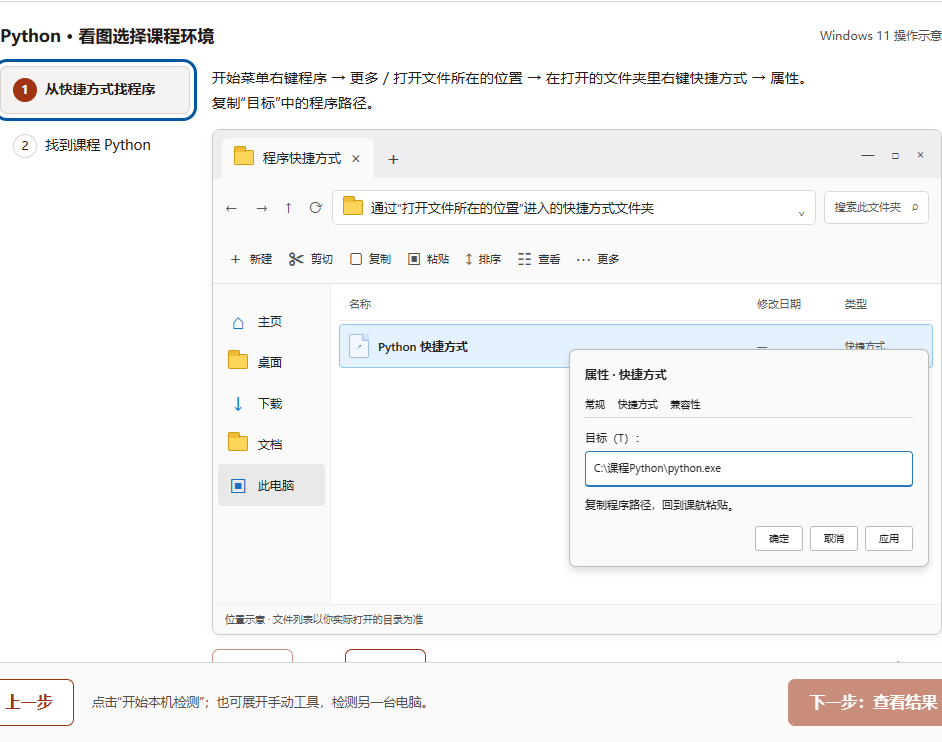 Python • 看图选择课程环境
Windows 11 操作示意
1 从快捷方式找程序
2 找到课程 Python
开始菜单右键程序 → 更多 / 打开文件所在的位置 → 在打开的文件夹里右键快捷方式 → 属性。
复制“目标”中的程序路径。
程序快捷方式
通过“打开文件所在的位置”进入的快捷方式文件夹
搜索此文件夹
新建 剪切 复制 粘贴 排序 查看 更多
名称 修改日期 类型
主页
桌面
下载
文档
此电脑
Python 快捷方式 — 快捷方式
属性 · 快捷方式
常规 快捷方式 兼容性
目标（T）：
C:\课程Python\python.exe
复制程序路径，回到课航粘贴。
确定 取消 应用
位置示意 · 文件列表以你实际打开的目录为准
上一步
点击“开始本机检测”；也可展开手动工具，检测另一台电脑。
下一步：查看结果